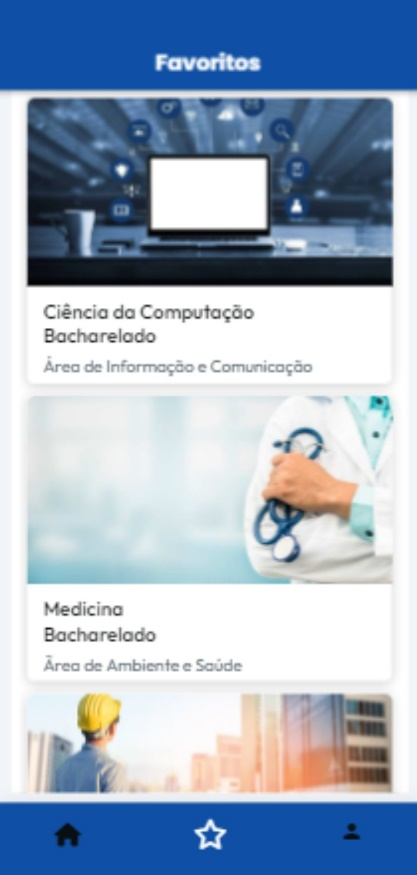 Favoritos
Ciência da Computação
Bacharelado
Área de Informação e Comunicação
Medicina
Bacharelado
Área de Ambiente e Saúde